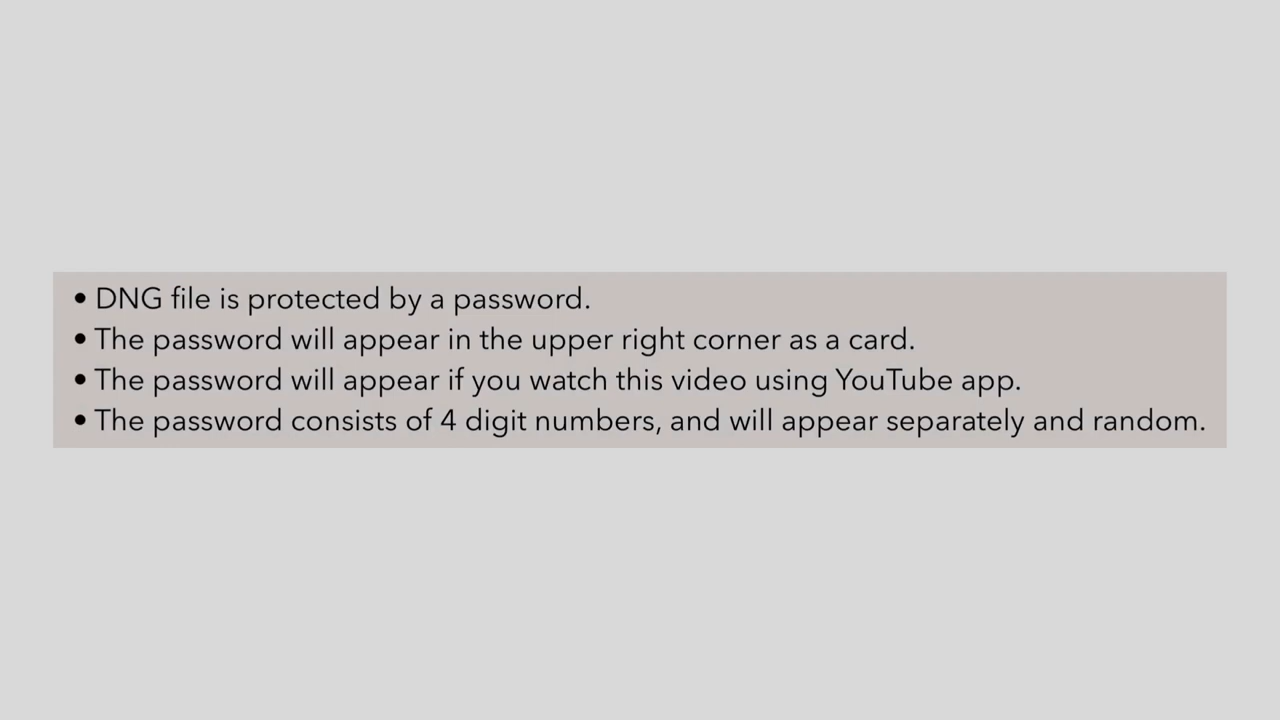 • DNG file is protected by a password.
• The password will appear in the upper right corner as a card.
• The password will appear if you watch this video using YouTube app.
• The password consists of 4 digit numbers, and will appear separately and random.